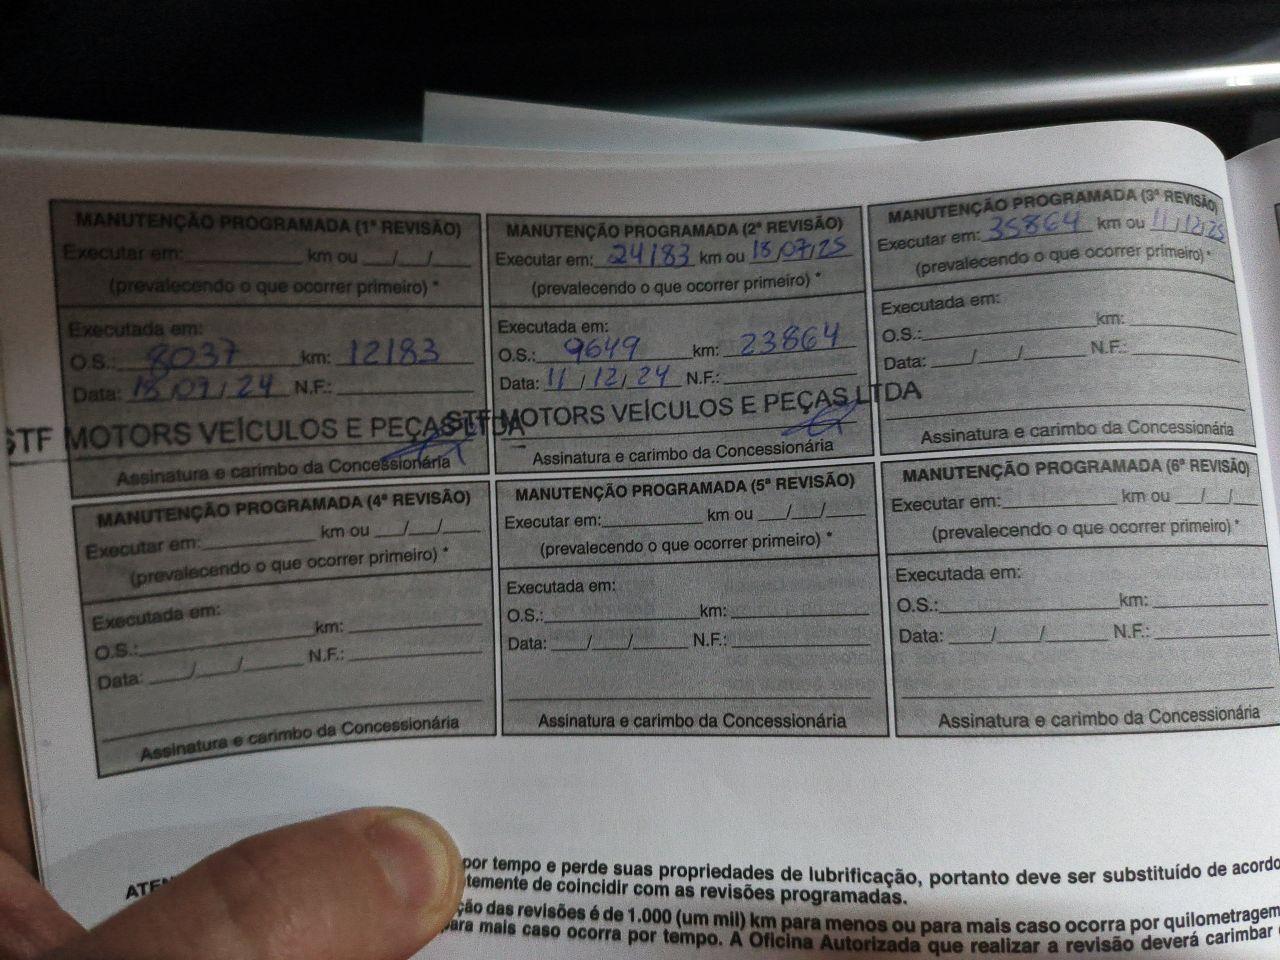 MANUTENÇÃO PROGRAMADA (1ª REVISÃO)
Executar em: km ou / /
(prevalecendo o que ocorrer primeiro) *
Executada em:
O.S.: 8037 km: 12183
Data: 18/07/24 N.F.:
STF MOTORS VEÍCULOS E PEÇAS LTDA
Assinatura e carimbo da Concessionária
MANUTENÇÃO PROGRAMADA (2ª REVISÃO)
Executar em: 24183 km ou 18/07/25
(prevalecendo o que ocorrer primeiro) *
Executada em:
O.S.: 9649 km: 23864
Data: 11/12/24 N.F.:
STF MOTORS VEÍCULOS E PEÇAS LTDA
Assinatura e carimbo da Concessionária
MANUTENÇÃO PROGRAMADA (3ª REVISÃO)
Executar em: 35864 km ou 11/12/25
(prevalecendo o que ocorrer primeiro) *
Executada em:
O.S.: km:
Data: / / N.F.:
Assinatura e carimbo da Concessionária
MANUTENÇÃO PROGRAMADA (4ª REVISÃO)
Executar em: km ou / /
(prevalecendo o que ocorrer primeiro) *
Executada em:
O.S.: km:
Data: / / N.F.:
Assinatura e carimbo da Concessionária
MANUTENÇÃO PROGRAMADA (5ª REVISÃO)
Executar em: km ou / /
(prevalecendo o que ocorrer primeiro) *
Executada em:
O.S.: km:
Data: / / N.F.:
Assinatura e carimbo da Concessionária
MANUTENÇÃO PROGRAMADA (6ª REVISÃO)
Executar em: km ou / /
(prevalecendo o que ocorrer primeiro) *
Executada em:
O.S.: km:
Data: / / N.F.:
Assinatura e carimbo da Concessionária
por tempo e perde suas propriedades de lubrificação, portanto deve ser substituído de acordo
de coincidir com as revisões programadas.
das revisões é de 1.000 (um mil) km para menos ou para mais caso ocorra por quilometragem
para mais caso ocorra por tempo. A Oficina Autorizada que realizar a revisão deverá carimbar